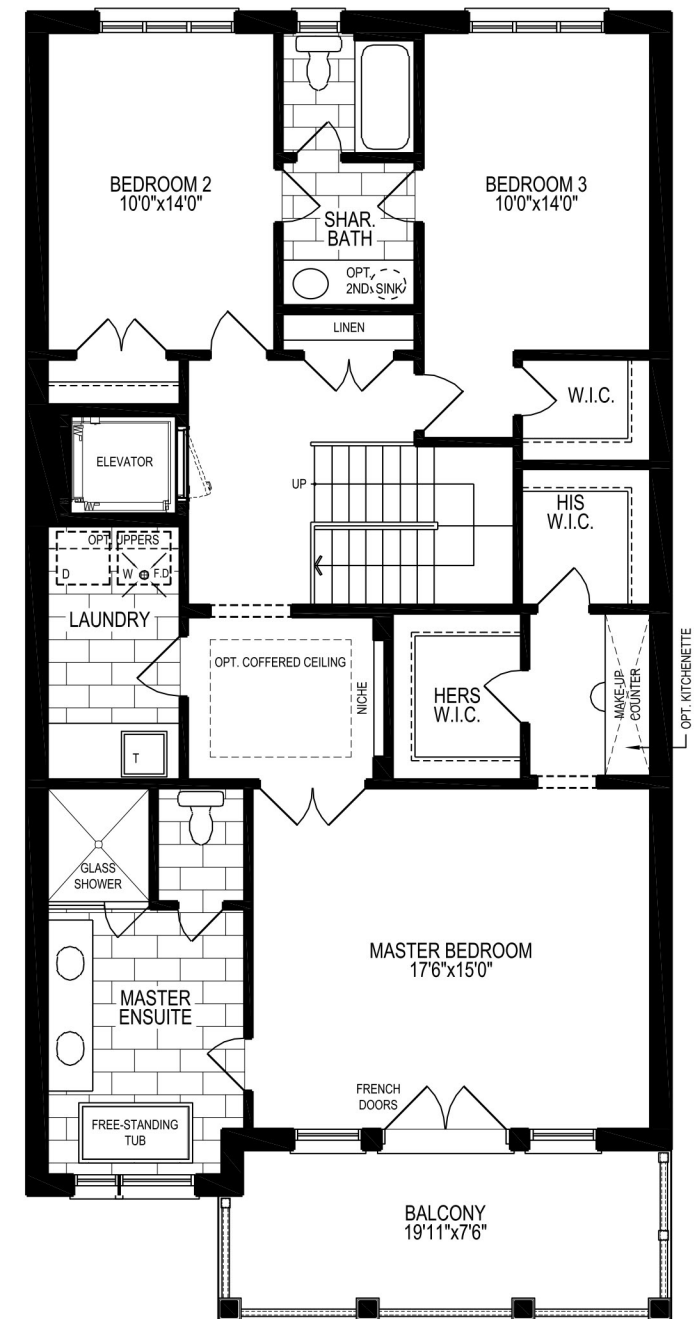 BEDROOM 2
10'0"x14'0"
BEDROOM 3
10'0"x14'0"
SHAR.
BATH
OPT.
2ND SINK
LINEN
W.I.C.
ELEVATOR
UP
HIS
W.I.C.
OPT UPPERS
D
W
F.D
LAUNDRY
OPT. COFFERED CEILING
NICHE
HERS
W.I.C.
MAKE-UP
COUNTER
OPT. KITCHENETTE
T
GLASS
SHOWER
MASTER BEDROOM
17'6"x15'0"
MASTER
ENSUITE
FRENCH
DOORS
FREE-STANDING
TUB
BALCONY
19'11"x7'6"